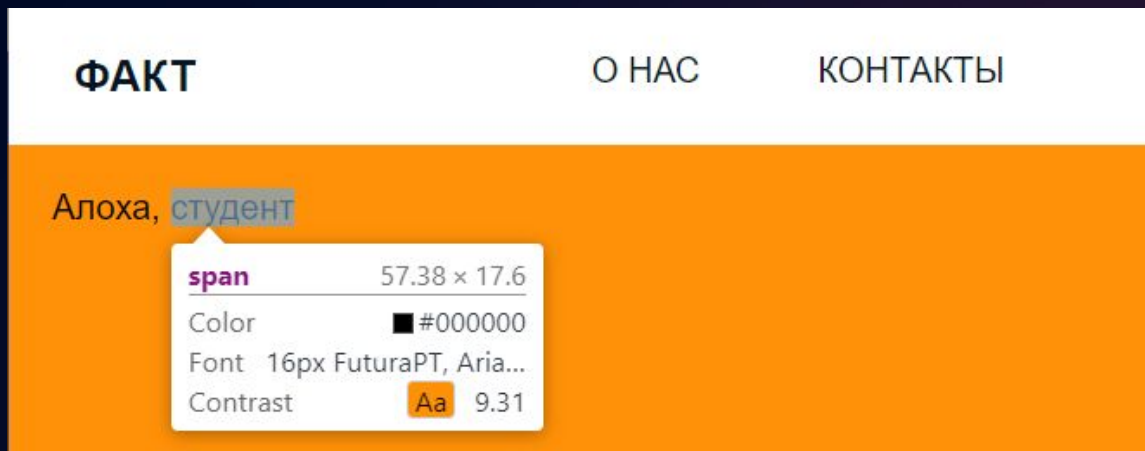 ФАКТ О НАС КОНТАКТЫ
Алоха, студент
span 57.38 × 17.6
Color #000000
Font 16px FuturaPT, Aria...
Contrast Aa 9.31